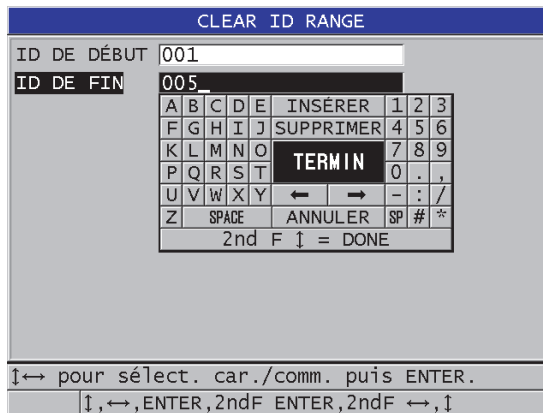 CLEAR ID RANGE
ID DE DÉBUT 001
ID DE FIN 005_
A B C D E INSÉRER 1 2 3
F G H I J SUPPRIMER 4 5 6
K L M N O TERMIN 7 8 9
P Q R S T 0 . ,
U V W X Y ← → - : /
Z SPACE ANNULER SP # *
2nd F ↕ = DONE
↕↔ pour sélect. car./comm. puis ENTER.
↕,↔,ENTER,2ndF ENTER,2ndF ↔,↕